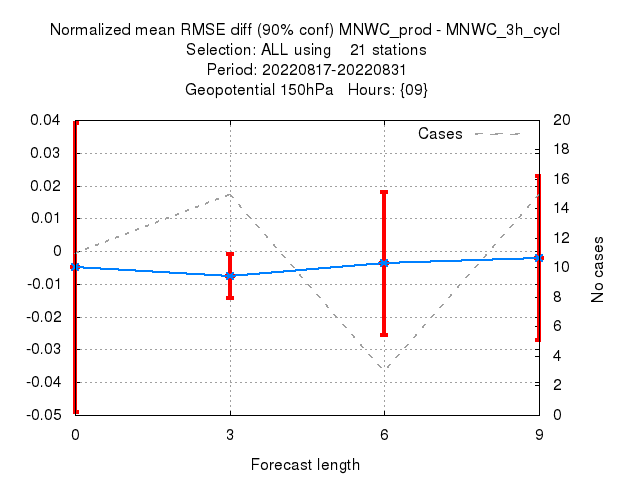 Normalized mean RMSE diff (90% conf) MNWC_prod - MNWC_3h_cycl
Selection: ALL using 21 stations
Period: 20220817-20220831
Geopotential 150hPa Hours: {09}
Cases
0.04
0.03
0.02
0.01
0
-0.01
-0.02
-0.03
-0.04
-0.05
20
18
16
14
12
10
8
6
4
2
0
No cases
0 3 6 9
Forecast length